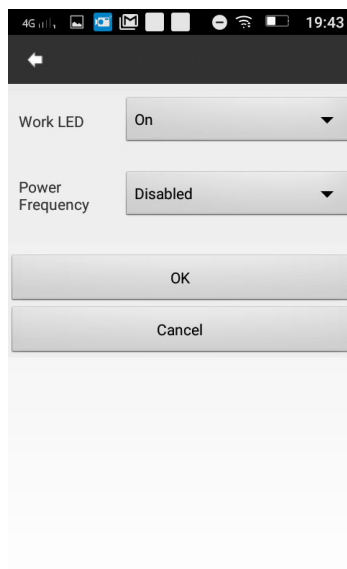 4G 19:43
Work LED On
Power
Frequency Disabled
OK
Cancel